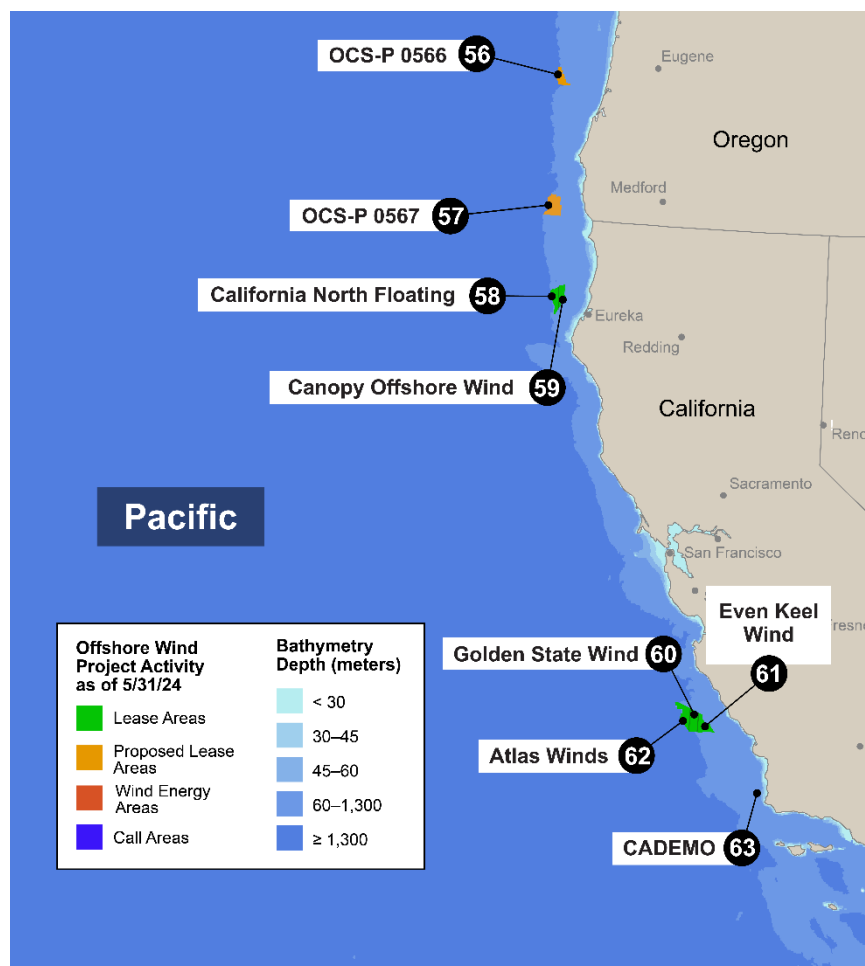 OCS-P 0566 56
Eugene
Oregon
Medford
OCS-P 0567 57
California North Floating 58
Eureka
Redding
Canopy Offshore Wind 59
California
Reno
Sacramento
Pacific
San Francisco
Even Keel
Wind
61
Fresno
Golden State Wind 60
Atlas Winds 62
CADEMO 63
Offshore Wind
Project Activity
as of 5/31/24
Lease Areas
Proposed Lease
Areas
Wind Energy
Areas
Call Areas
Bathymetry
Depth (meters)
< 30
30–45
45–60
60–1,300
≥ 1,300